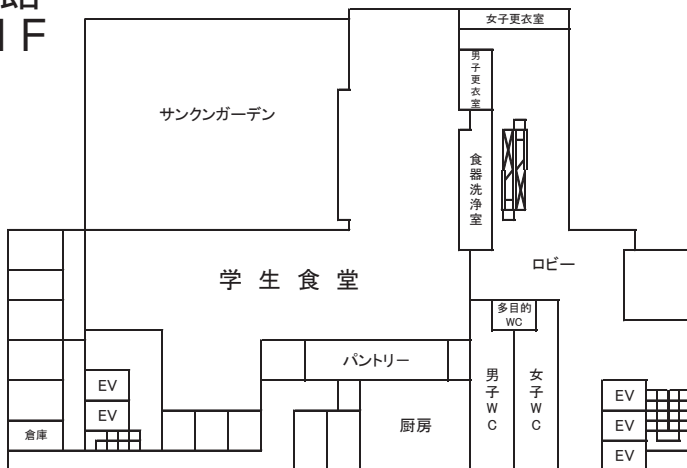 1F
女子更衣室
男子更衣室
サンクンガーデン
食器洗浄室
ロビー
学生食堂
多目的
WC
パントリー
男子WC
女子WC
EV
EV
EV
EV
EV
厨房
倉庫